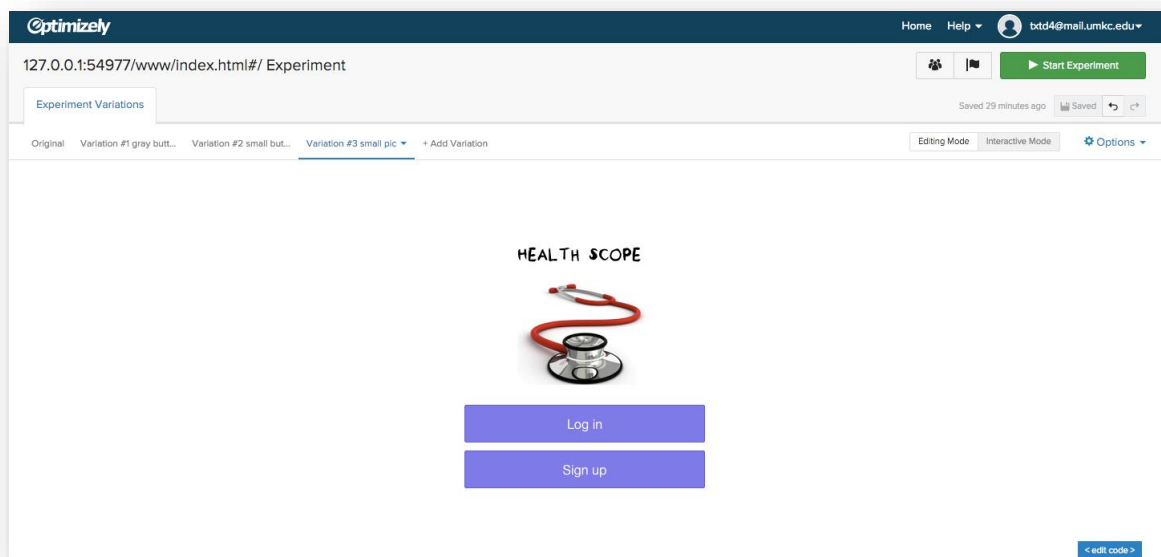 Optimizely Home Help txtd4@mail.umkc.edu
127.0.0.1:54977/www/index.html#/ Experiment Start Experiment
Experiment Variations Saved 29 minutes ago Saved
Original Variation #1 gray butt... Variation #2 small but... Variation #3 small pic + Add Variation Editing Mode Interactive Mode Options
HEALTH SCOPE
Log in
Sign up
< edit code >